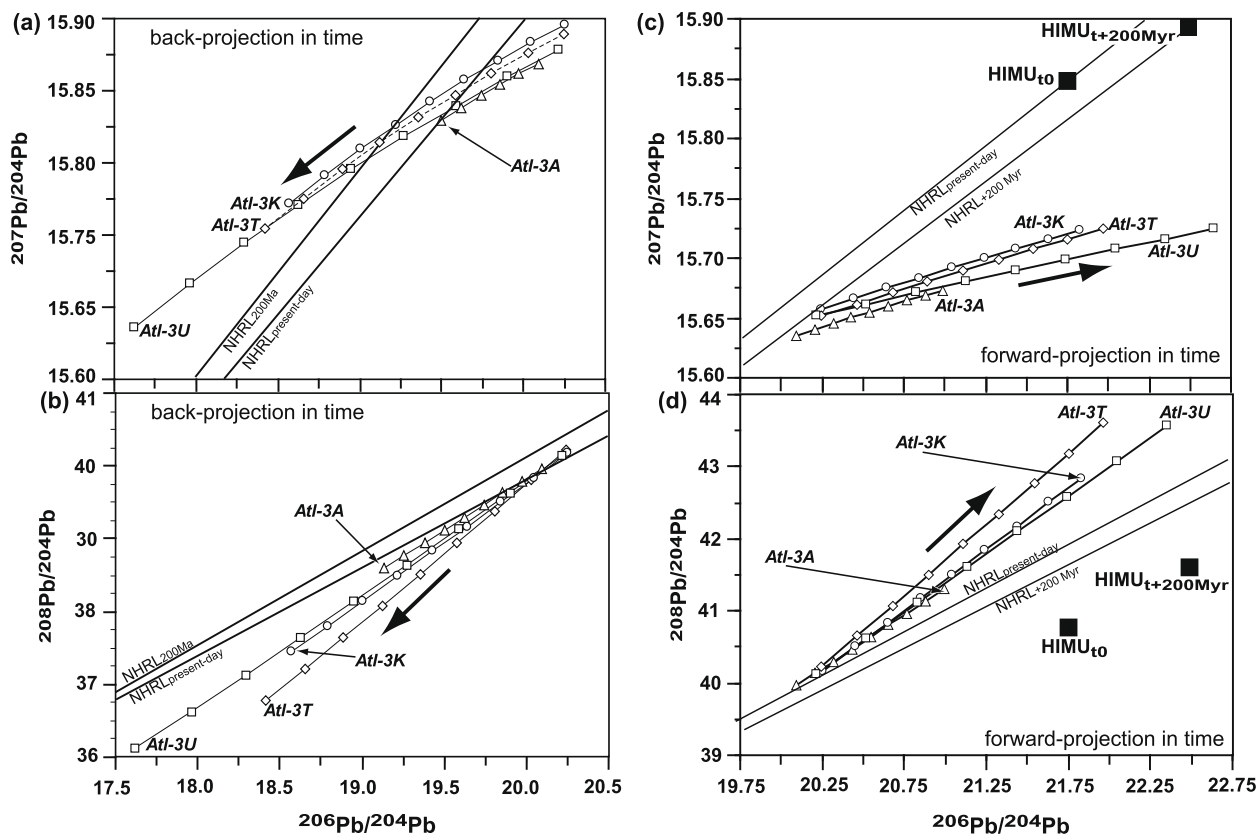 (a)
back-projection in time
15.90
15.85
15.80
15.75
15.65
15.60
207Pb/204Pb
Atl-3A
Atl-3K
Atl-3T
Atl-3U
NHRL200Ma
NHRLpresent-day
(b)
back-projection in time
41
40
30
38
37
36
208Pb/204Pb
Atl-3A
NHRL200Ma
NHRLpresent-day
Atl-3K
Atl-3T
Atl-3U
17.5 18.0 18.5 19.0 19.5 20.0 20.5
206Pb/204Pb
(c)
15.90
15.85
15.80
15.75
15.70
15.65
15.60
207Pb/204Pb
HIMUt+200Myr
HIMUt0
NHRLpresent-day
NHRL+200 Myr
Atl-3K
Atl-3T
Atl-3U
Atl-3A
forward-projection in time
(d)
44
43
42
41
40
39
208Pb/204Pb
Atl-3T
Atl-3U
Atl-3K
Atl-3A
NHRLpresent-day
NHRL+200 Myr
HIMUt+200Myr
HIMUt0
forward-projection in time
19.75 20.25 20.75 21.25 21.75 22.25 22.75
206Pb/204Pb